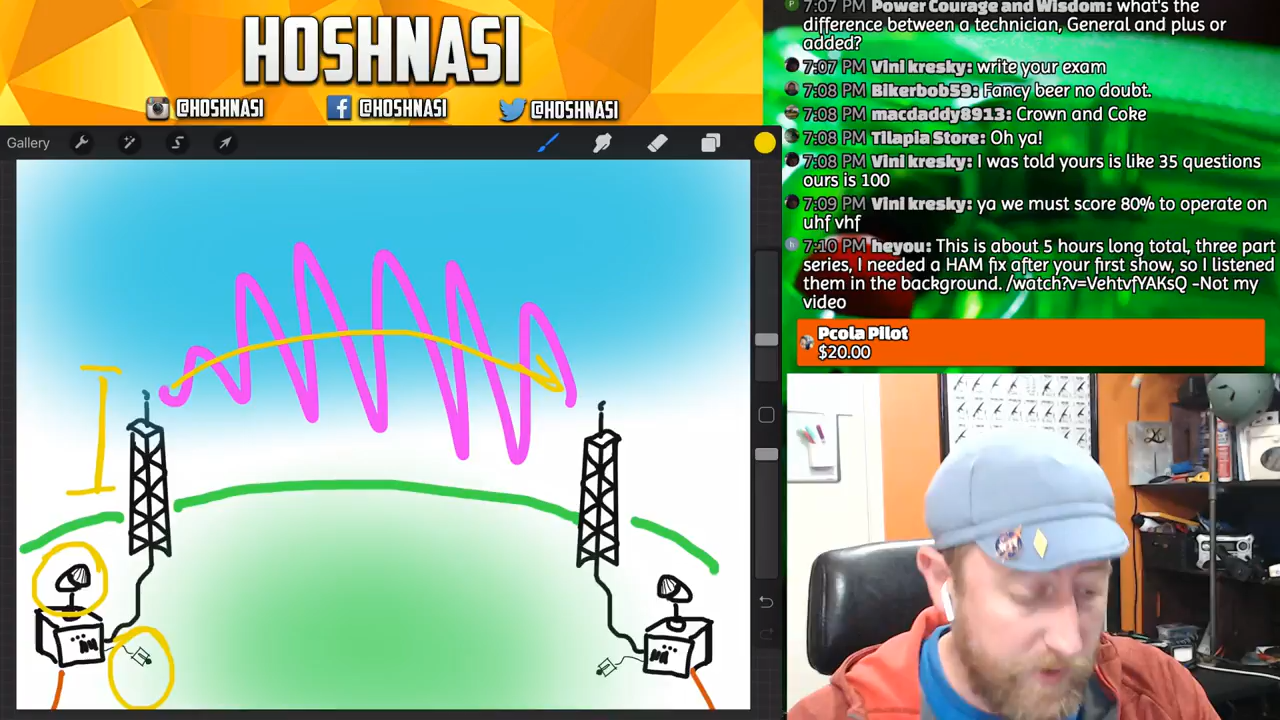 HOSHNASI
@HOSHNASI
@HOSHNASI
@HOSHNASI
Gallery
7:07 PM Power Courage and Wisdom: what's the
difference between a technician, General and plus or
added?
7:07 PM Vini kresky: write your exam
7:08 PM Bikerbob59: Fancy beer no doubt.
7:08 PM macdaddy8913: Crown and Coke
7:08 PM Tilapia Store: Oh ya!
7:08 PM Vini kresky: I was told yours is like 35 questions
ours is 100
7:09 PM Vini kresky: ya we must score 80% to operate on
uhf vhf
7:10 PM heyou: This is about 5 hours long total, three part
series, I needed a HAM fix after your first show, so I listened
them in the background. /watch?v=VehtvfYAKsQ -Not my
video
Pcola Pilot
$20.00